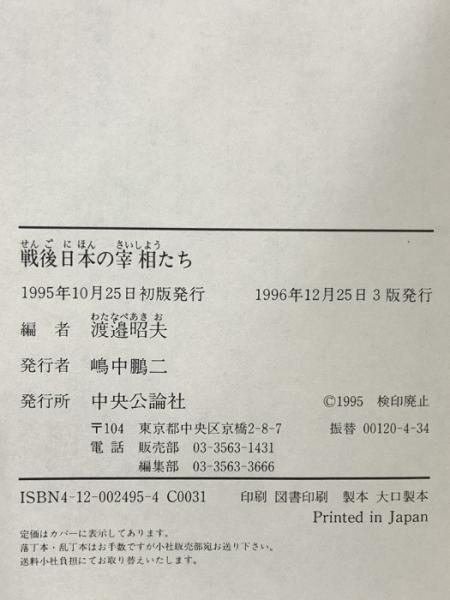 せんごにほん さいしょう
戦後日本の宰相たち
1995年10月25日初版発行 1996年12月25日3版発行
わたなべあきお
編者 渡邉昭夫
発行者 嶋中鵬二
発行所 中央公論社 ©1995 検印廃止
〒104 東京都中央区京橋2-8-7 振替 00120-4-34
電話 販売部 03-3563-1431
編集部 03-3563-3666
ISBN4-12-002495-4 C0031 印刷 図書印刷 製本 大口製本
Printed in Japan
定価はカバーに表示してあります。
落丁本・乱丁本はお手数ですが小社販売部宛お送り下さい。
送料小社負担にてお取り替えいたします。